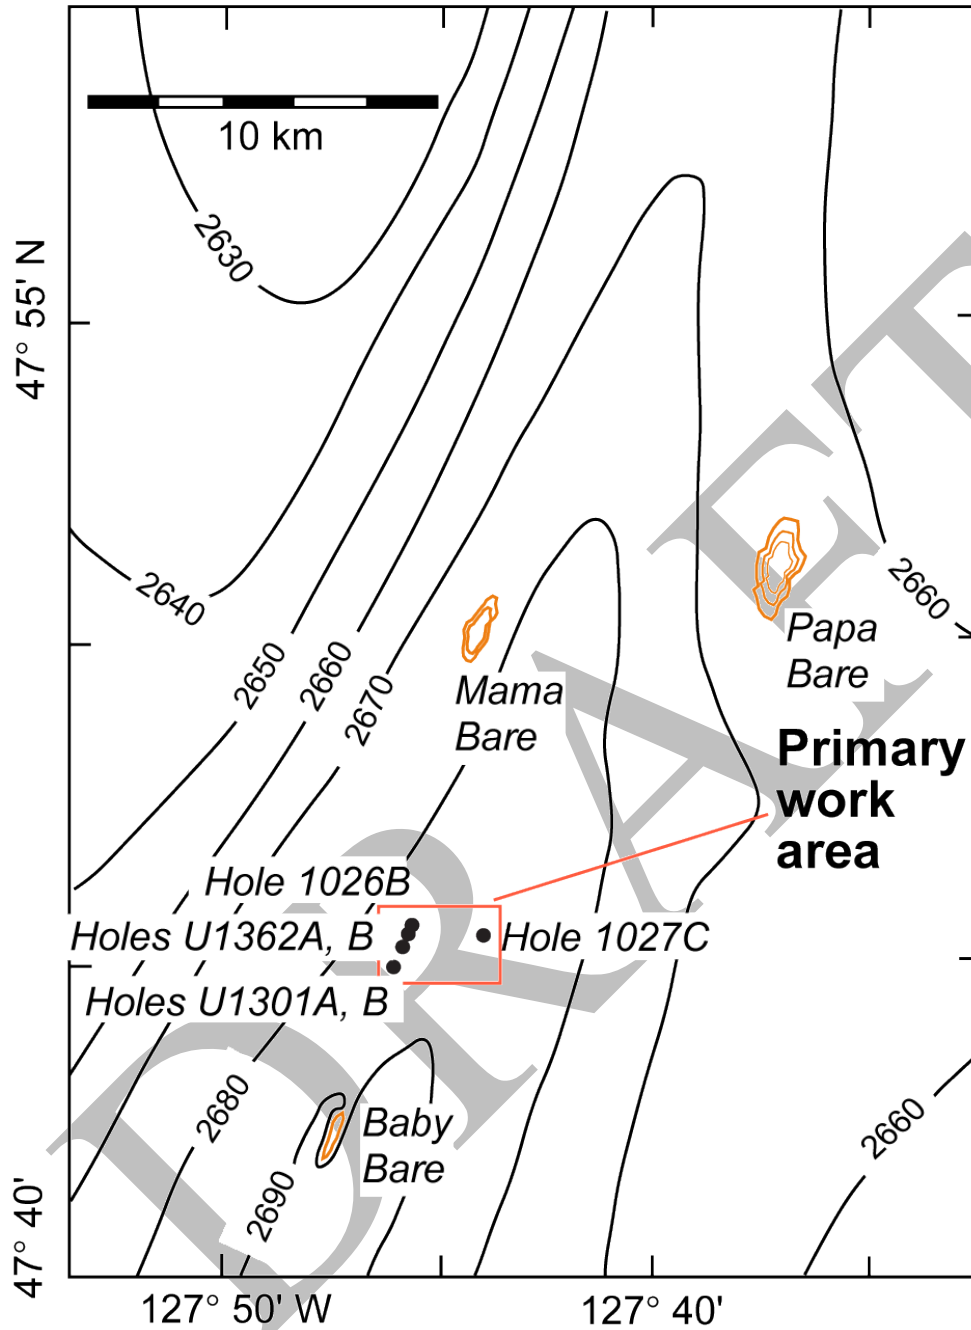 10 km
2630
47° 55' N
2640
2660
Papa
Bare
2650
2660
2670
Mama
Bare
Primary
work
area
Hole 1026B
Holes U1362A, B
Hole 1027C
Holes U1301A, B
2680
Baby
Bare
2660
2690
47° 40'
127° 50' W
127° 40'
DRAFT